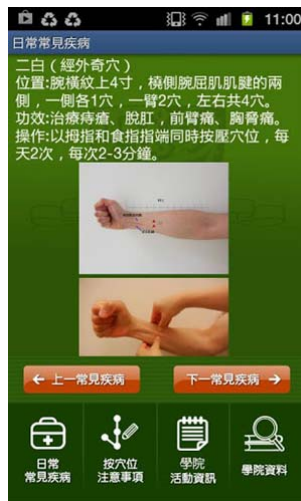 11:00
日常常見疾病
二白（經外奇穴）
位置:腕橫紋上4寸，橈側腕屈肌肌腱的兩
側，一側各1穴，一臂2穴，左右共4穴。
功效:治療痔瘡、脫肛，前臂痛、胸脅痛。
操作:以拇指和食指指端同時按壓穴位，每
天2次，每次2-3分鐘。
← 上一常見疾病
下一常見疾病 →
日常
常見疾病
按穴位
注意事項
學院
活動資訊
學院資料